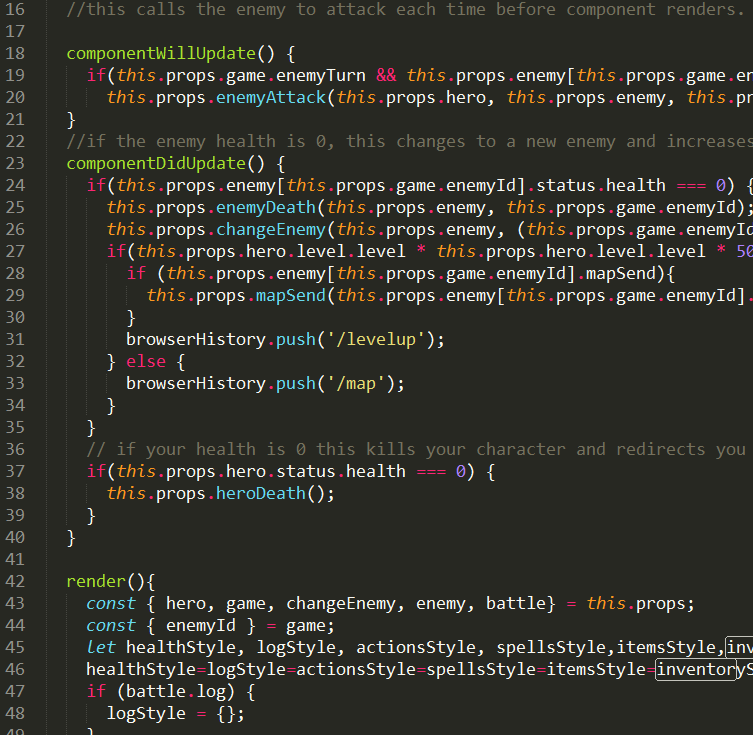 16 //this calls the enemy to attack each time before component renders.
17
18 componentWillUpdate() {
19 if(this.props.game.enemyTurn && this.props.enemy[this.props.game.en
20 this.props.enemyAttack(this.props.hero, this.props.enemy, this.pr
21 }
22 //if the enemy health is 0, this changes to a new enemy and increases
23 componentDidUpdate() {
24 if(this.props.enemy[this.props.game.enemyId].status.health === 0) {
25 this.props.enemyDeath(this.props.enemy, this.props.game.enemyId);
26 this.props.changeEnemy(this.props.enemy, (this.props.game.enemyId
27 if(this.props.hero.level.level * this.props.hero.level.level * 50
28 if (this.props.enemy[this.props.game.enemyId].mapSend){
29 this.props.mapSend(this.props.enemy[this.props.game.enemyId].
30 }
31 browserHistory.push('/levelup');
32 } else {
33 browserHistory.push('/map');
34 }
35 }
36 // if your health is 0 this kills your character and redirects you
37 if(this.props.hero.status.health === 0) {
38 this.props.heroDeath();
39 }
40 }
41
42 render(){
43 const { hero, game, changeEnemy, enemy, battle} = this.props;
44 const { enemyId } = game;
45 let healthStyle, logStyle, actionsStyle, spellsStyle,itemsStyle,inv
46 healthStyle=logStyle=actionsStyle=spellsStyle=itemsStyle=inventoryS
47 if (battle.log) {
48 logStyle = {};
49 }